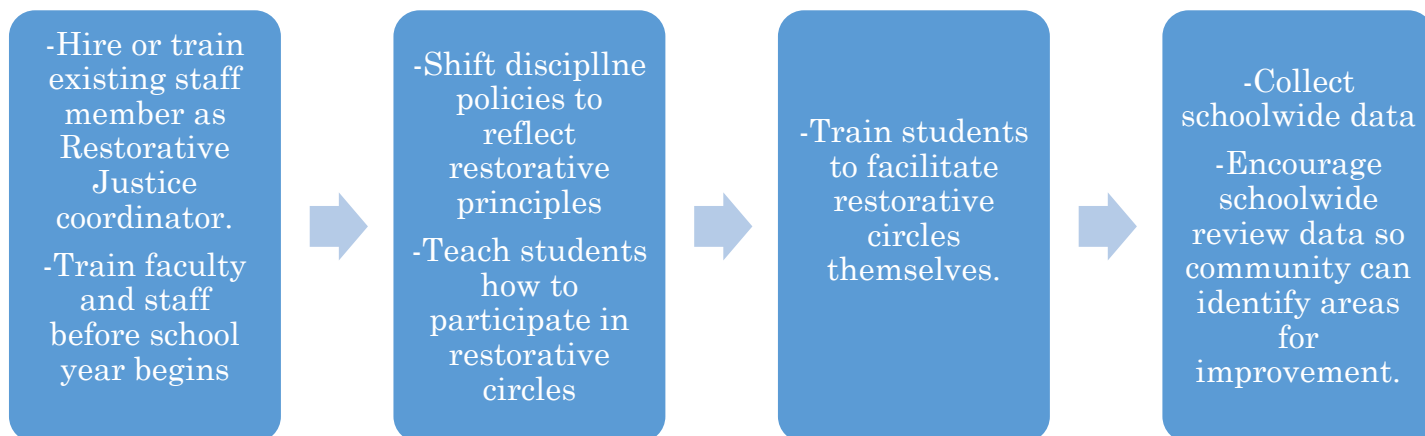 -Hire or train
existing staff
member as
Restorative
Justice
coordinator.
-Train faculty
and staff
before school
year begins
-Shift discipllne
policies to
reflect
restorative
principles
-Teach students
how to
participate in
restorative
circles
-Train students
to facilitate
restorative
circles
themselves.
-Collect
schoolwide data
-Encourage
schoolwide
review data so
community can
identify areas
for
improvement.